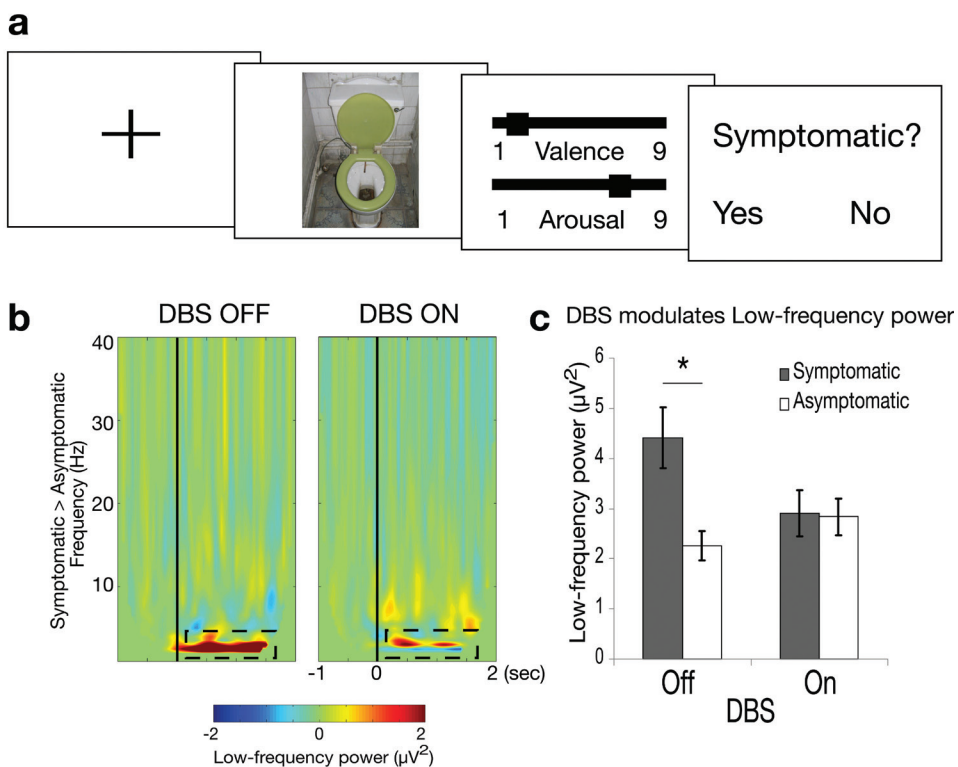 a
1 Valence 9
1 Arousal 9
Symptomatic?
Yes No
b
DBS OFF DBS ON
Symptomatic > Asymptomatic
Frequency (Hz)
40
30
20
10
-1 0 2 (sec)
-2 0 2
Low-frequency power (µV²)
c DBS modulates Low-frequency power
Low-frequency power (µV²)
6
5
4
3
2
1
0
*
Symptomatic
Asymptomatic
Off On
DBS